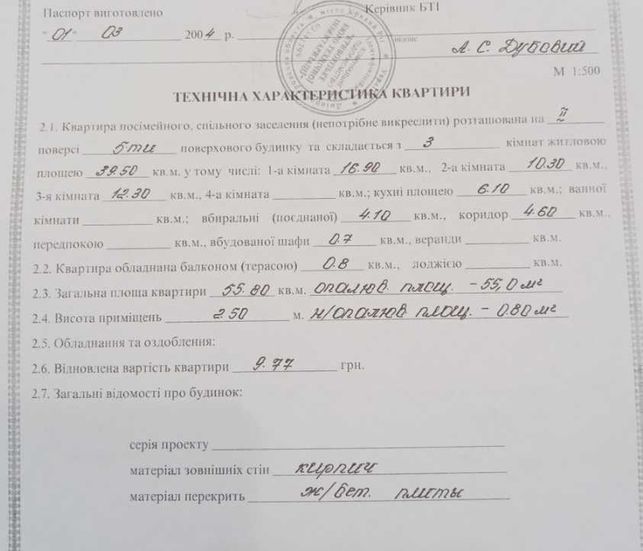 Паспорт виготовлено Керівник БТІ
"01" 03 2004 р.
А. С. Дубовий
М 1:500
ТЕХНІЧНА ХАРАКТЕРИСТИКА КВАРТИРИ
2.1. Квартира посімейного, спільного заселення (непотрібне викреслити) розташована на II
поверсі 5ти поверхового будинку та складається з 3 кімнат житловою
площею 39.50 кв.м. у тому числі: 1-а кімната 16.90 кв.м., 2-а кімната 10.30 кв.м.,
3-я кімната 12.30 кв.м., 4-а кімната кв.м.; кухні площею 6.10 кв.м.; ванної
кімнати кв.м.; вбиральні (поєднаної) 4.10 кв.м., коридор 4.60 кв.м.,
передпокою кв.м., вбудованої шафи 0.7 кв.м., веранди кв.м.
2.2. Квартира обладнана балконом (терасою) 0.8 кв.м., лоджією кв.м.
2.3. Загальна площа квартири 55.80 кв.м. опалюв. площ. - 55,0 м²
2.4. Висота приміщень 2.50 м. н/опалюв. площ. - 0.80 м²
2.5. Обладнання та оздоблення:
2.6. Відновлена вартість квартири 9.77 грн.
2.7. Загальні відомості про будинок:
серія проекту
матеріал зовнішніх стін кирпич
матеріал перекрить ж/бет. плиты